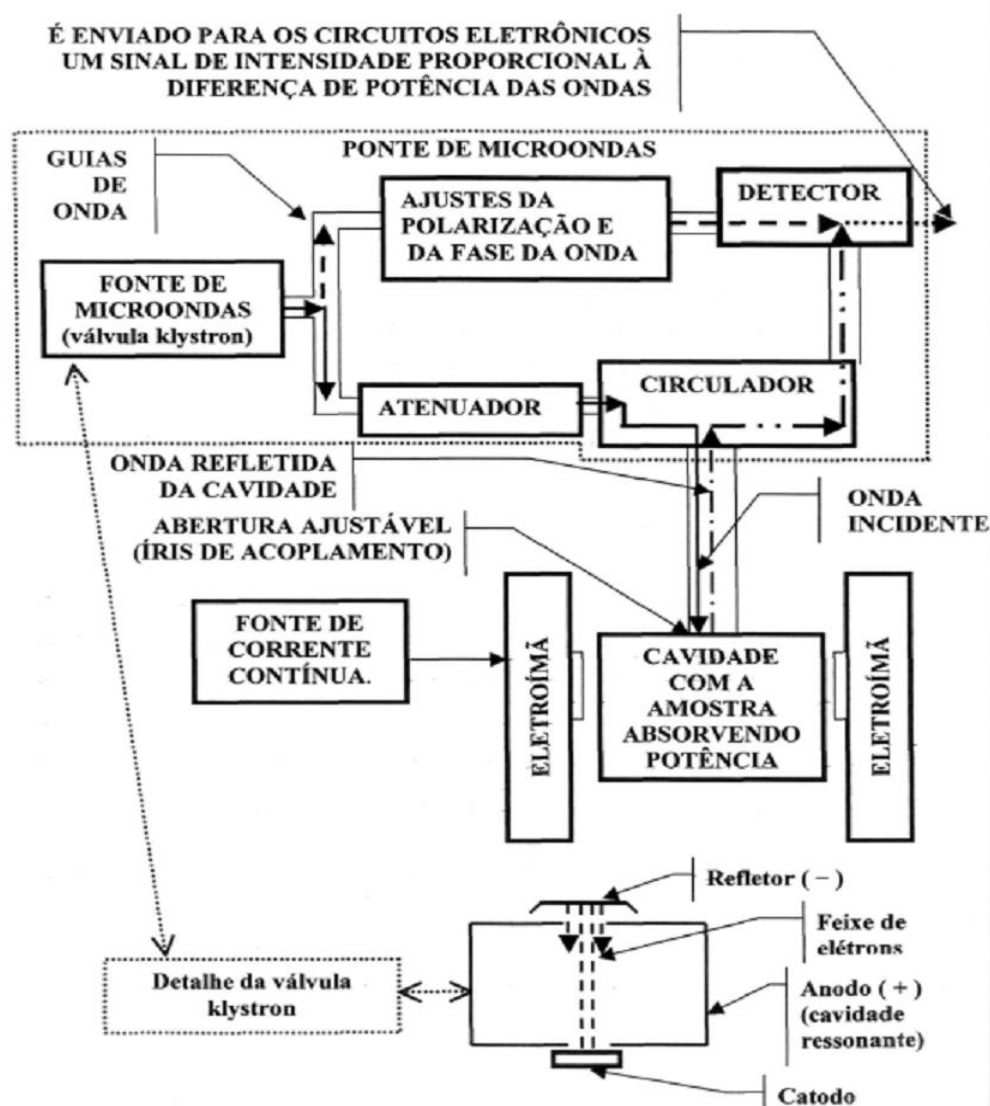 É ENVIADO PARA OS CIRCUITOS ELETRÔNICOS
UM SINAL DE INTENSIDADE PROPORCIONAL À
DIFERENÇA DE POTÊNCIA DAS ONDAS
PONTE DE MICROONDAS
GUIAS
DE
ONDA
AJUSTES DA
POLARIZAÇÃO E
DA FASE DA ONDA
DETECTOR
FONTE DE
MICROONDAS
(válvula klystron)
ATENUADOR
CIRCULADOR
ONDA REFLETIDA
DA CAVIDADE
ONDA
INCIDENTE
ABERTURA AJUSTÁVEL
(ÍRIS DE ACOPLAMENTO)
FONTE DE
CORRENTE
CONTÍNUA.
ELETROÍMÃ
CAVIDADE
COM A
AMOSTRA
ABSORVENDO
POTÊNCIA
ELETROÍMÃ
Refletor ( − )
Feixe de
elétrons
Detalhe da válvula
klystron
Anodo ( + )
(cavidade
ressonante)
Catodo